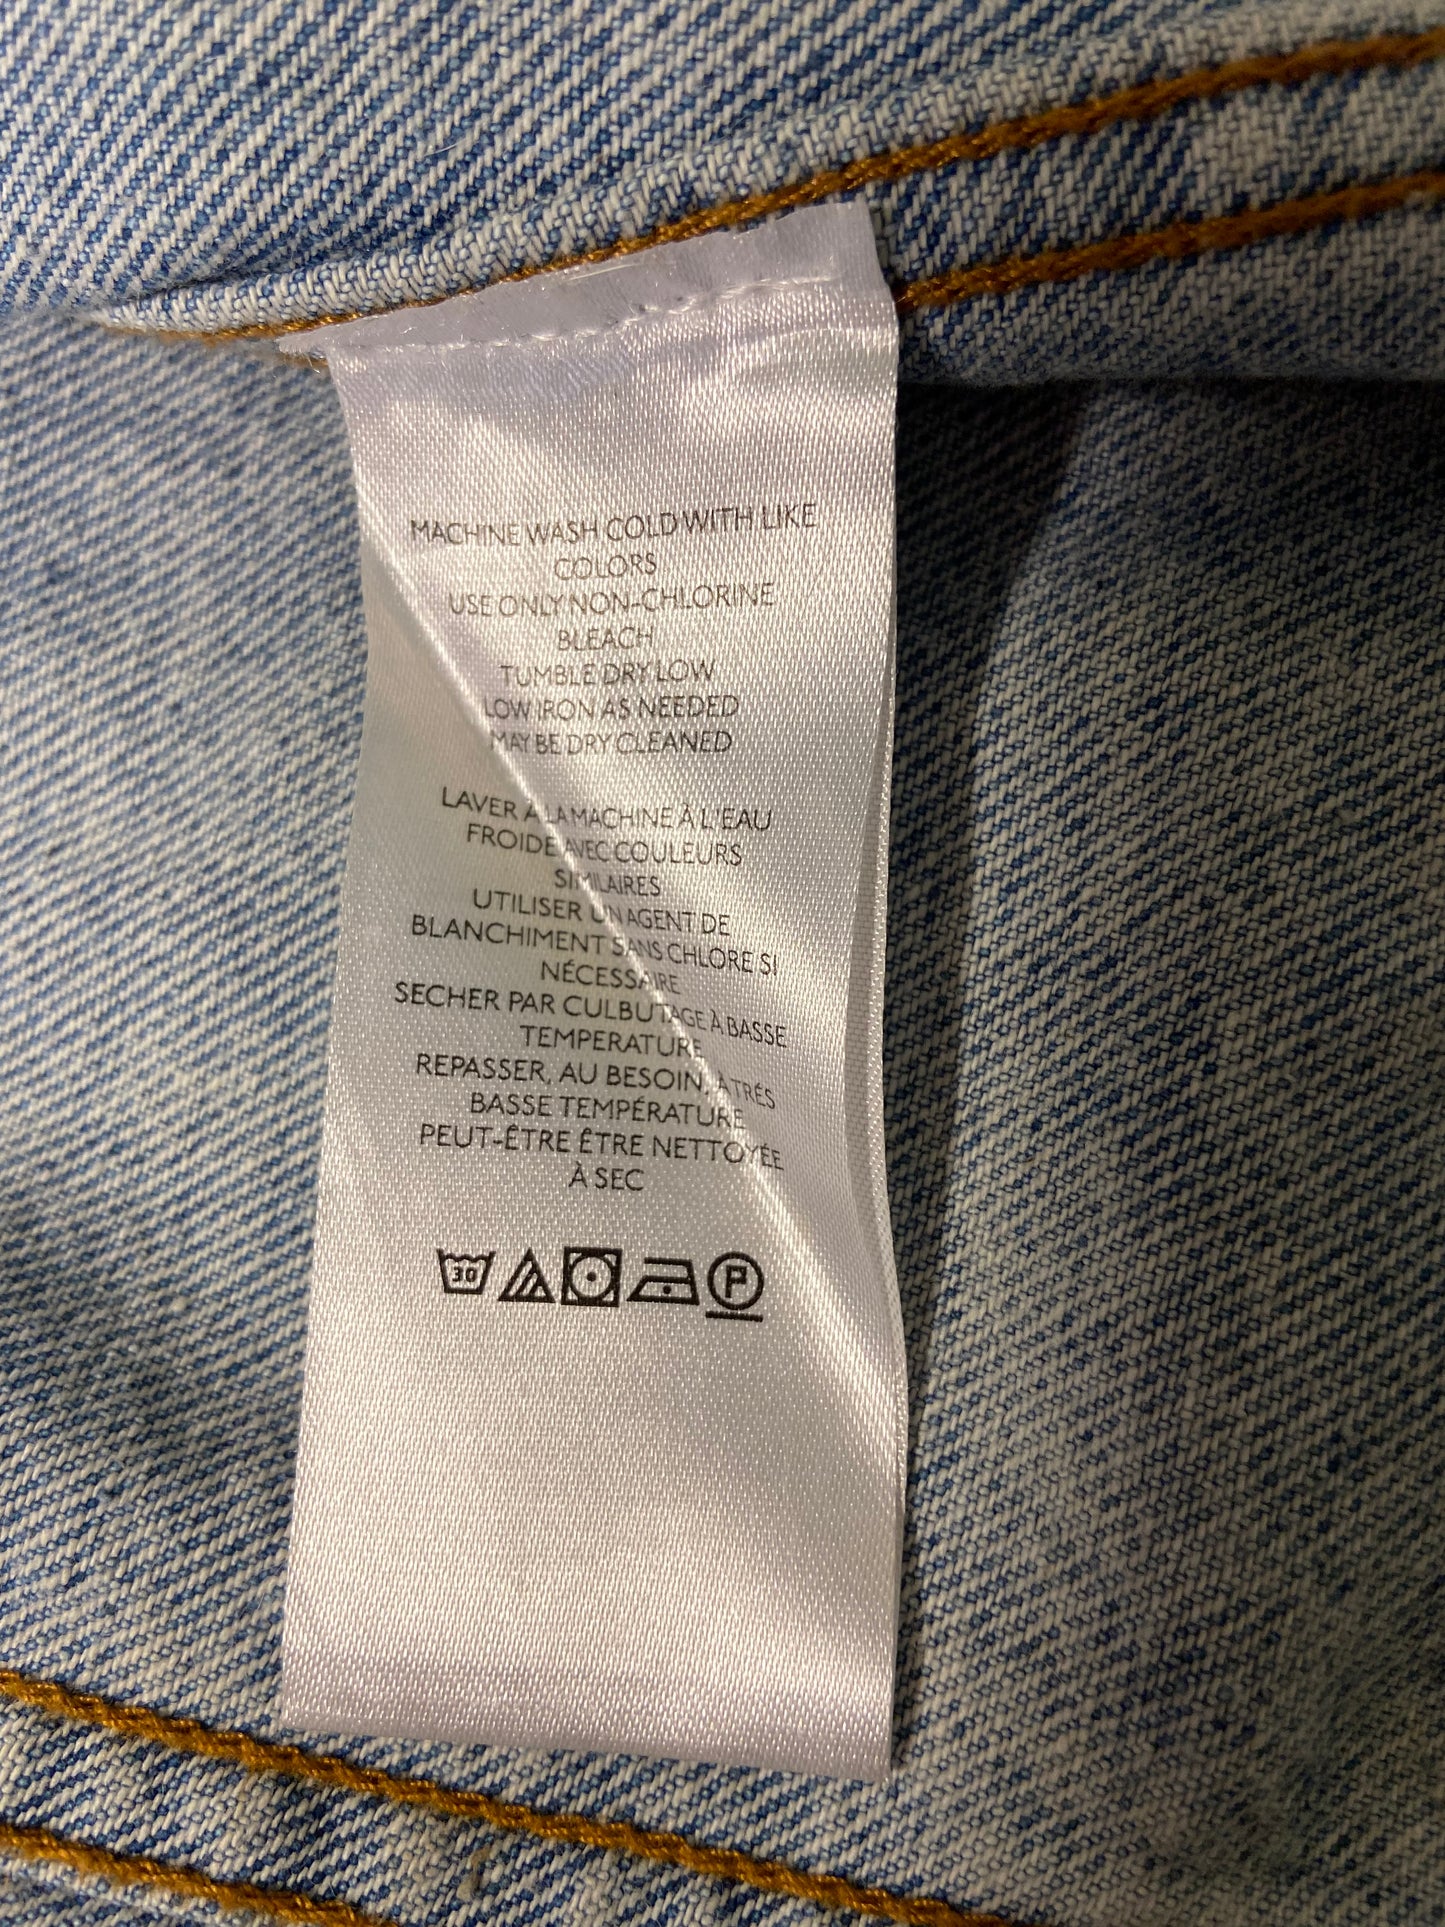 MACHINE WASH COLD WITH LIKE
COLORS
USE ONLY NON-CHLORINE
BLEACH
TUMBLE DRY LOW
LOW IRON AS NEEDED
MAY BE DRY CLEANED
LAVER À LA MACHINE À L'EAU
FROIDE AVEC COULEURS
SIMILAIRES
UTILISER UN AGENT DE
BLANCHIMENT SANS CHLORE SI
NÉCESSAIRE
SECHER PAR CULBUTAGE À BASSE
TEMPERATURE
REPASSER, AU BESOIN, À TRÉS
BASSE TEMPÉRATURE
PEUT-ÊTRE ÊTRE NETTOYÉE
À SEC
30 P